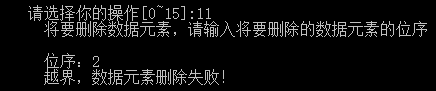 请选择你的操作[0~15]:11
将要删除数据元素，请输入将要删除的数据元素的位序
位序：2
越界，数据元素删除失败!